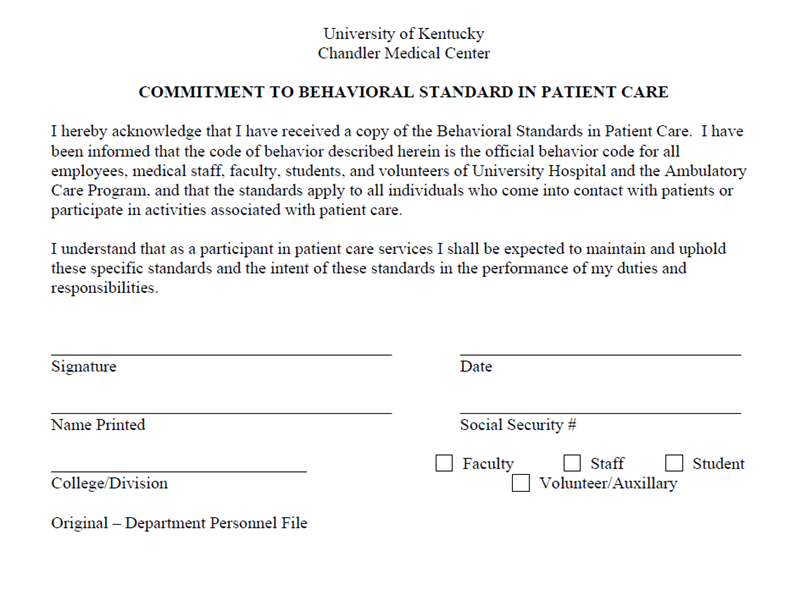 University of Kentucky
Chandler Medical Center
COMMITMENT TO BEHAVIORAL STANDARD IN PATIENT CARE
I hereby acknowledge that I have received a copy of the Behavioral Standards in Patient Care.  I have
been informed that the code of behavior described herein is the official behavior code for all
employees, medical staff, faculty, students, and volunteers of University Hospital and the Ambulatory
Care Program, and that the standards apply to all individuals who come into contact with patients or
participate in activities associated with patient care.
I understand that as a participant in patient care services I shall be expected to maintain and uphold
these specific standards and the intent of these standards in the performance of my duties and
responsibilities.
Signature Date
Name Printed Social Security #
Faculty Staff Student
College/Division Volunteer/Auxillary
Original – Department Personnel File